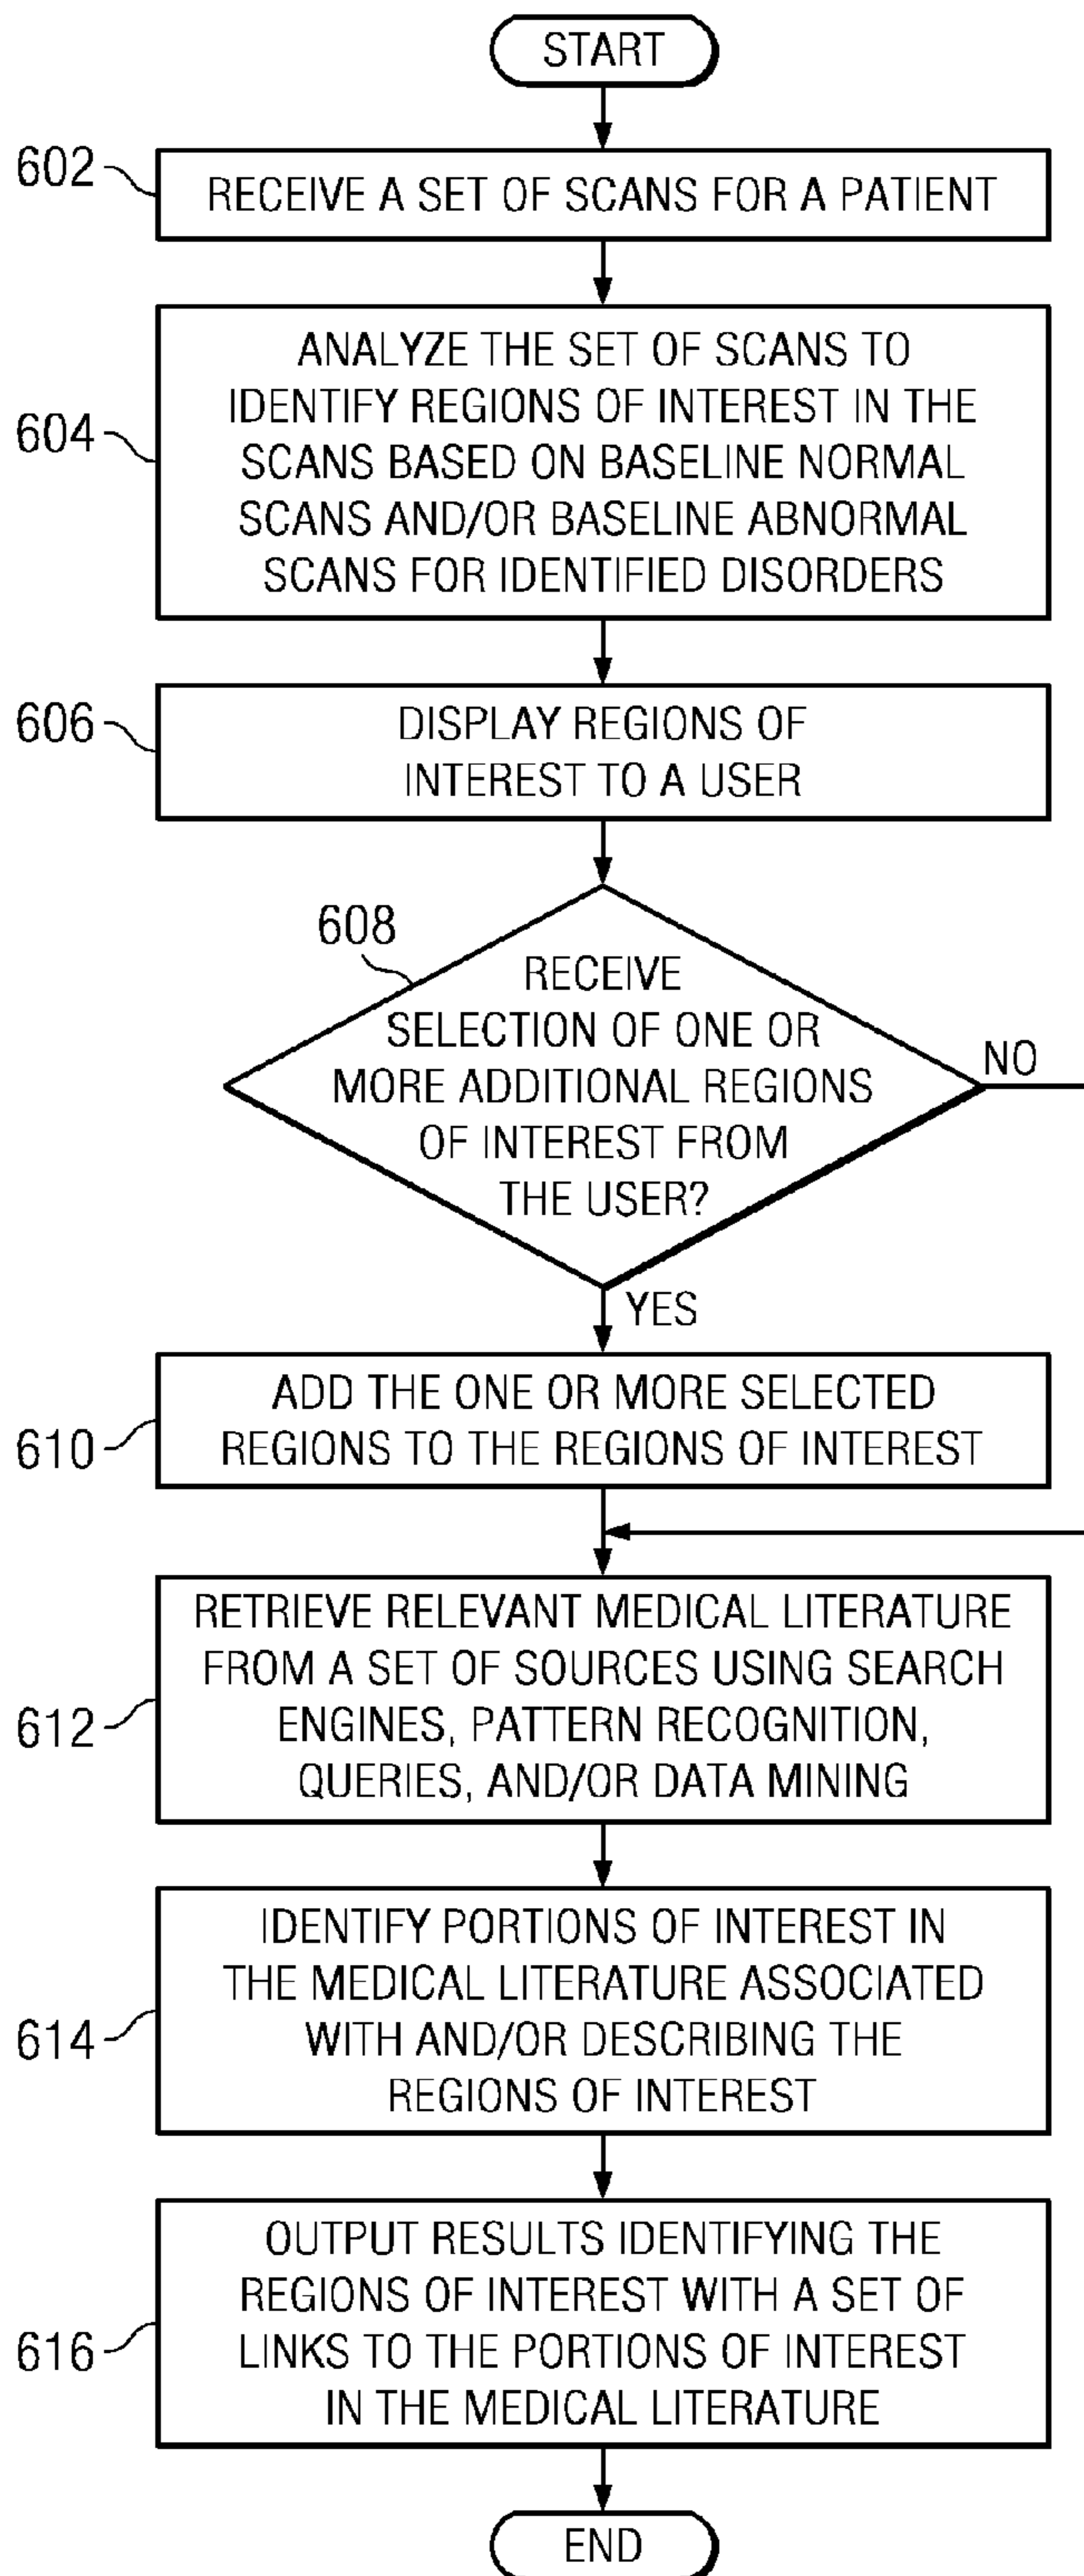 START
602
RECEIVE A SET OF SCANS FOR A PATIENT
604
ANALYZE THE SET OF SCANS TO
IDENTIFY REGIONS OF INTEREST IN THE
SCANS BASED ON BASELINE NORMAL
SCANS AND/OR BASELINE ABNORMAL
SCANS FOR IDENTIFIED DISORDERS
606
DISPLAY REGIONS OF
INTEREST TO A USER
608
RECEIVE
SELECTION OF ONE OR
MORE ADDITIONAL REGIONS
OF INTEREST FROM
THE USER?
NO
YES
610
ADD THE ONE OR MORE SELECTED
REGIONS TO THE REGIONS OF INTEREST
612
RETRIEVE RELEVANT MEDICAL LITERATURE
FROM A SET OF SOURCES USING SEARCH
ENGINES, PATTERN RECOGNITION,
QUERIES, AND/OR DATA MINING
614
IDENTIFY PORTIONS OF INTEREST IN
THE MEDICAL LITERATURE ASSOCIATED
WITH AND/OR DESCRIBING THE
REGIONS OF INTEREST
616
OUTPUT RESULTS IDENTIFYING THE
REGIONS OF INTEREST WITH A SET OF
LINKS TO THE PORTIONS OF INTEREST
IN THE MEDICAL LITERATURE
END